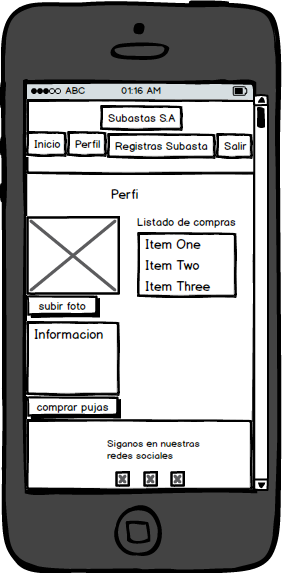 ABC 01:16 AM
Subastas S.A
Inicio Perfil Registras Subasta Salir
Perfi
Listado de compras
Item One
Item Two
Item Three
subir foto
Informacion
comprar pujas
Siganos en nuestras
redes sociales